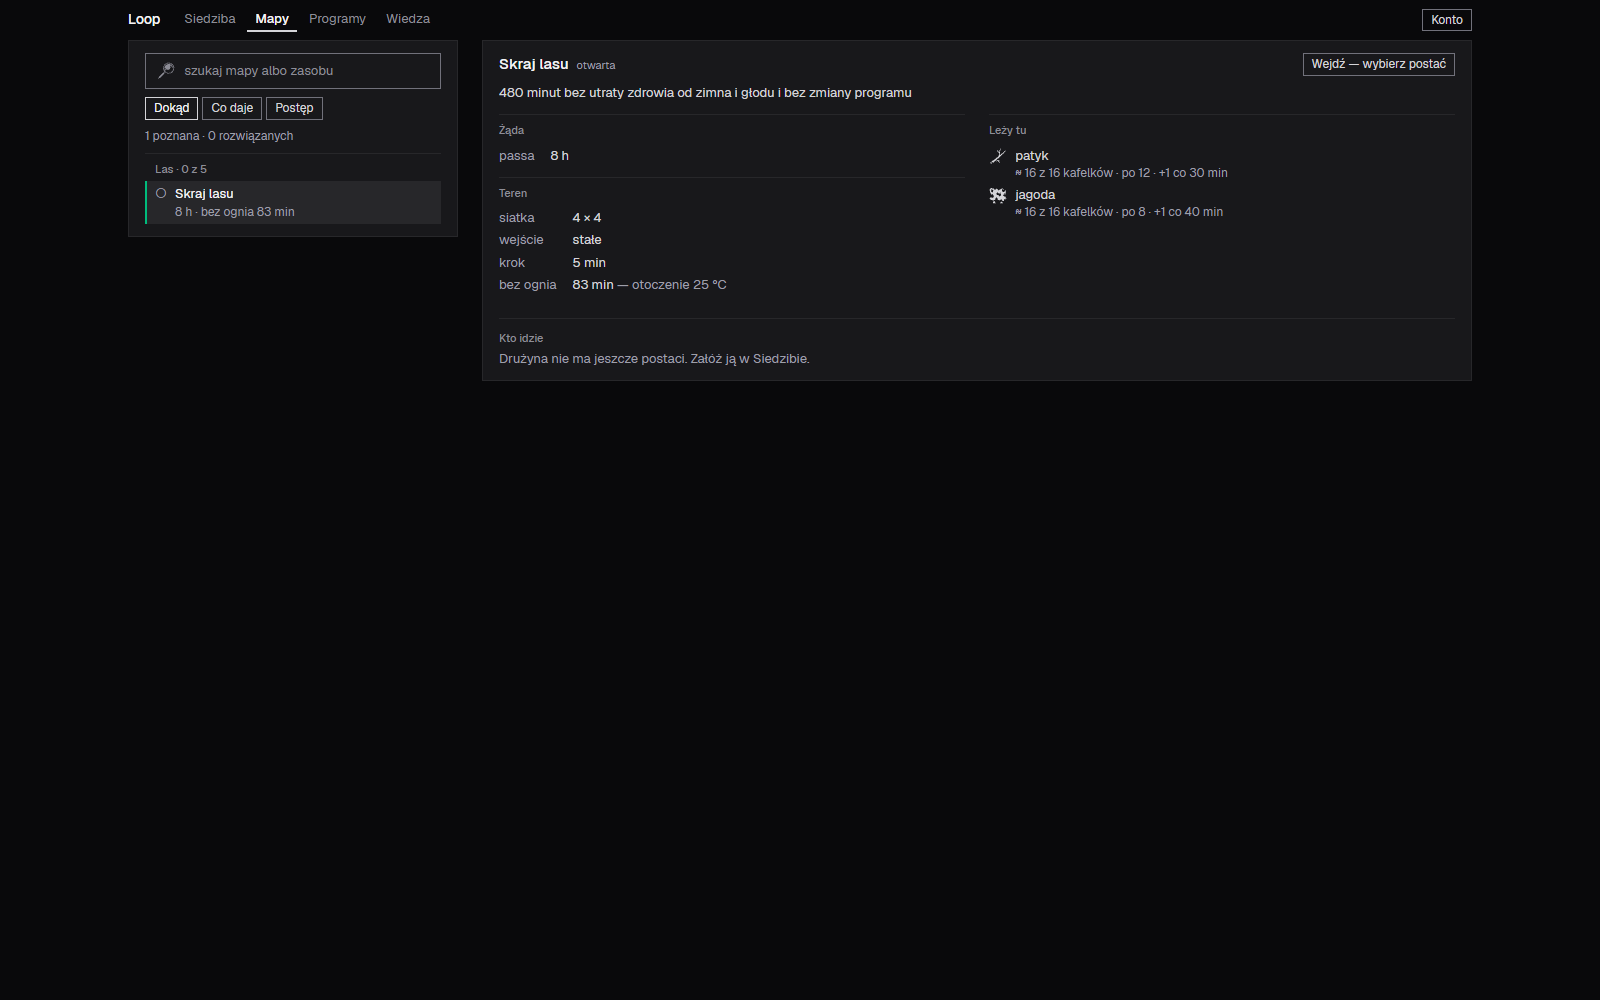 Loop Siedziba Mapy Programy Wiedza Konto
szukaj mapy albo zasobu
Dokąd Co daje Postęp
1 poznana · 0 rozwiązanych
Las · 0 z 5
Skraj lasu
8 h · bez ognia 83 min
Skraj lasu otwarta Wejdź — wybierz postać
480 minut bez utraty zdrowia od zimna i głodu i bez zmiany programu
Żąda
passa 8 h
Teren
siatka 4 × 4
wejście stałe
krok 5 min
bez ognia 83 min — otoczenie 25 °C
Leży tu
patyk
≈ 16 z 16 kafelków · po 12 · +1 co 30 min
jagoda
≈ 16 z 16 kafelków · po 8 · +1 co 40 min
Kto idzie
Drużyna nie ma jeszcze postaci. Załóż ją w Siedzibie.